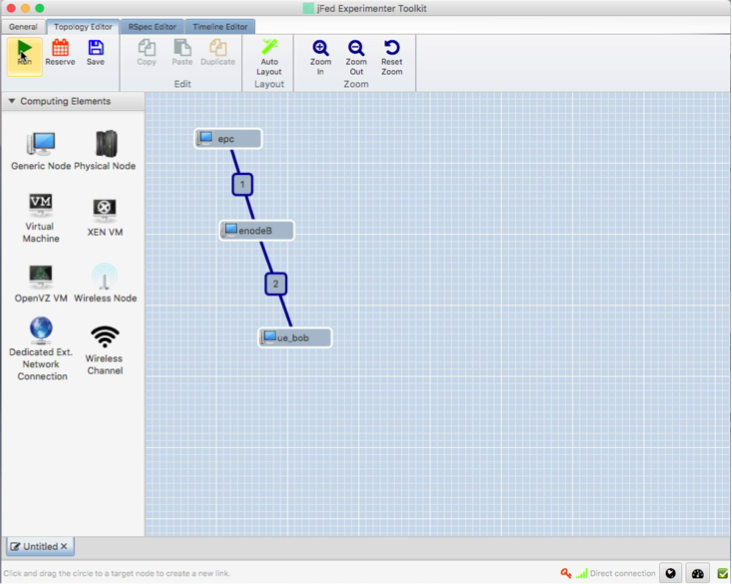 jFed Experimenter Toolkit
General Topology Editor RSpec Editor Timeline Editor
Run Reserve Save Copy Paste Duplicate Auto Layout Zoom In Zoom Out Reset Zoom
Edit Layout Zoom
Computing Elements
Generic Node Physical Node
Virtual Machine XEN VM
OpenVZ VM Wireless Node
Dedicated Ext. Network Connection Wireless Channel
VM
epc
1
enodeB
2
ue_bob
Untitled
Click and drag the circle to a target node to create a new link.
Direct connection